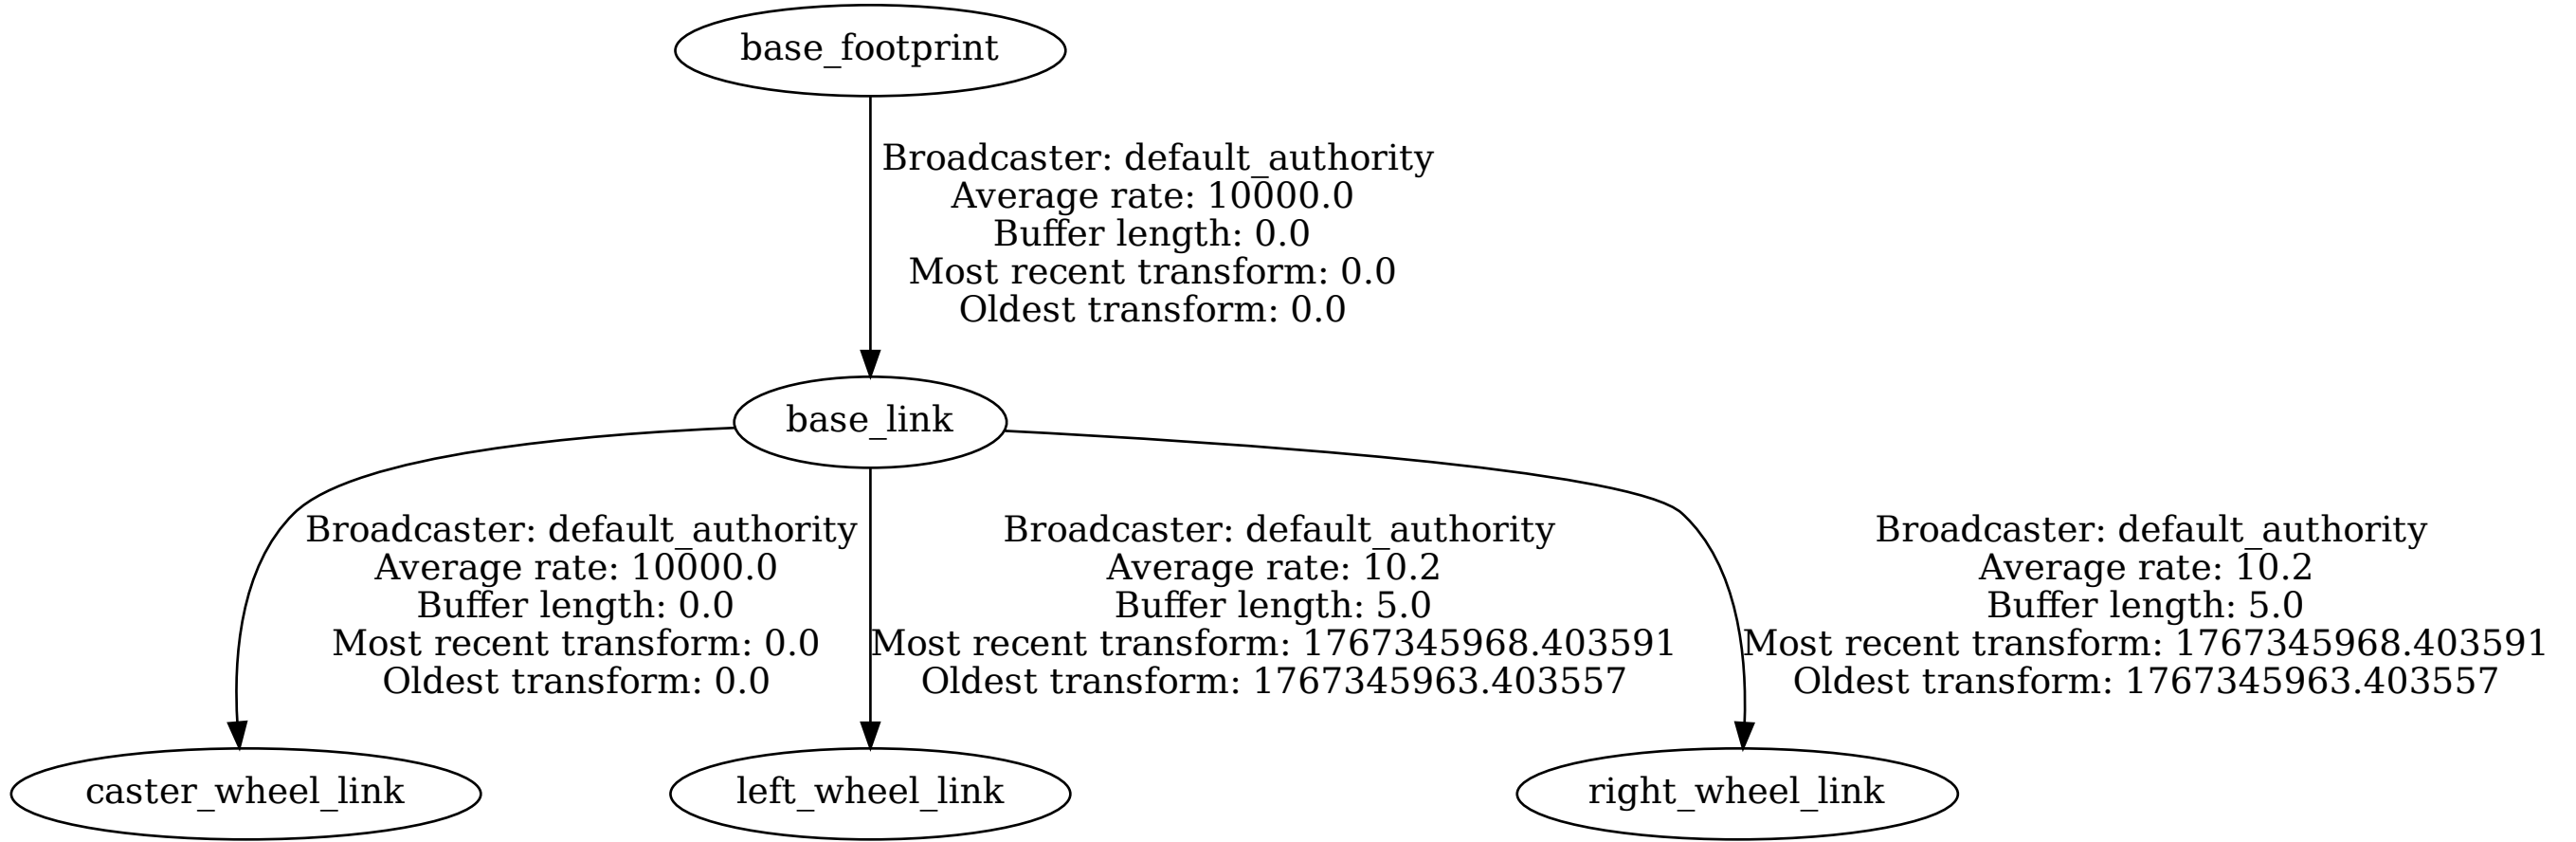 base_footprint
Broadcaster: default_authority
Average rate: 10000.0
Buffer length: 0.0
Most recent transform: 0.0
Oldest transform: 0.0
base_link
Broadcaster: default_authority
Average rate: 10000.0
Buffer length: 0.0
Most recent transform: 0.0
Oldest transform: 0.0
Broadcaster: default_authority
Average rate: 10.2
Buffer length: 5.0
Most recent transform: 1767345968.403591
Oldest transform: 1767345963.403557
Broadcaster: default_authority
Average rate: 10.2
Buffer length: 5.0
Most recent transform: 1767345968.403591
Oldest transform: 1767345963.403557
caster_wheel_link
left_wheel_link
right_wheel_link